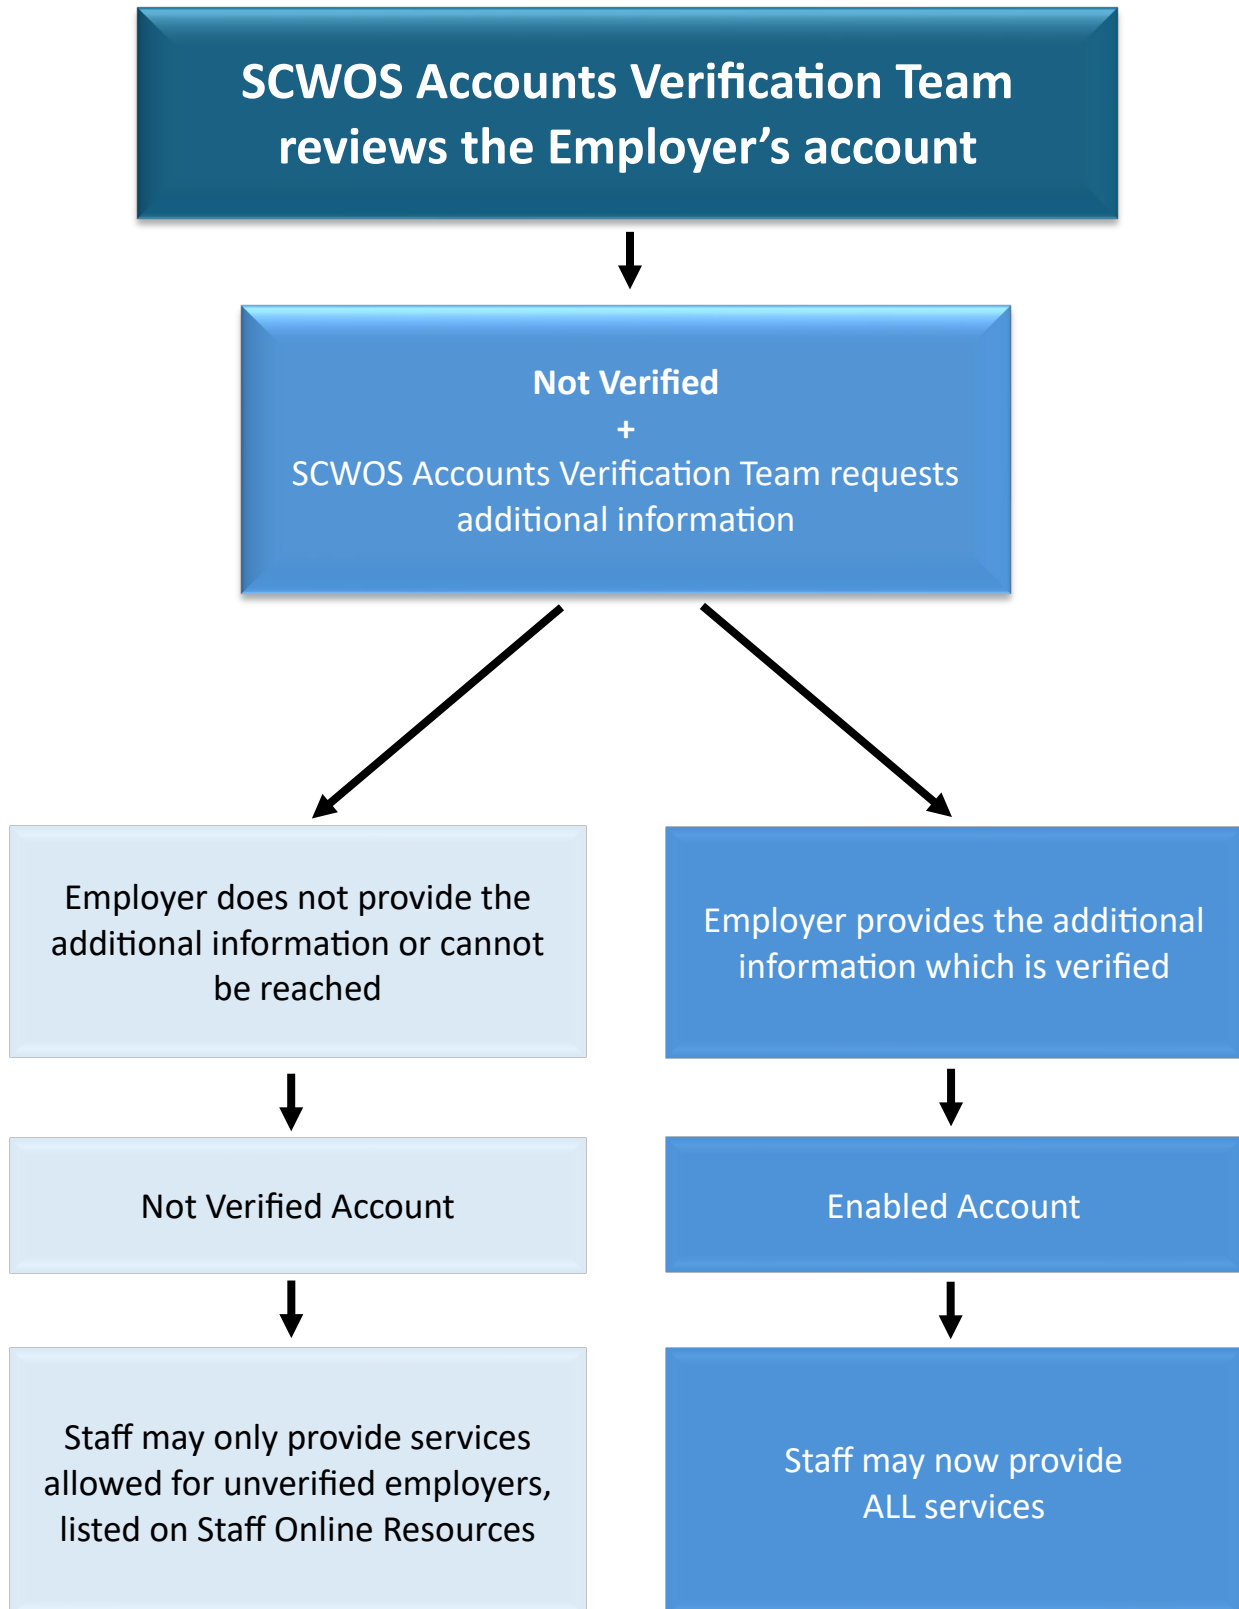 SCWOS Accounts Verification Team
reviews the Employer’s account
Not Verified
+
SCWOS Accounts Verification Team requests
additional information
Employer does not provide the
additional information or cannot
be reached
Not Verified Account
Staff may only provide services
allowed for unverified employers,
listed on Staff Online Resources
Employer provides the additional
information which is verified
Enabled Account
Staff may now provide
ALL services